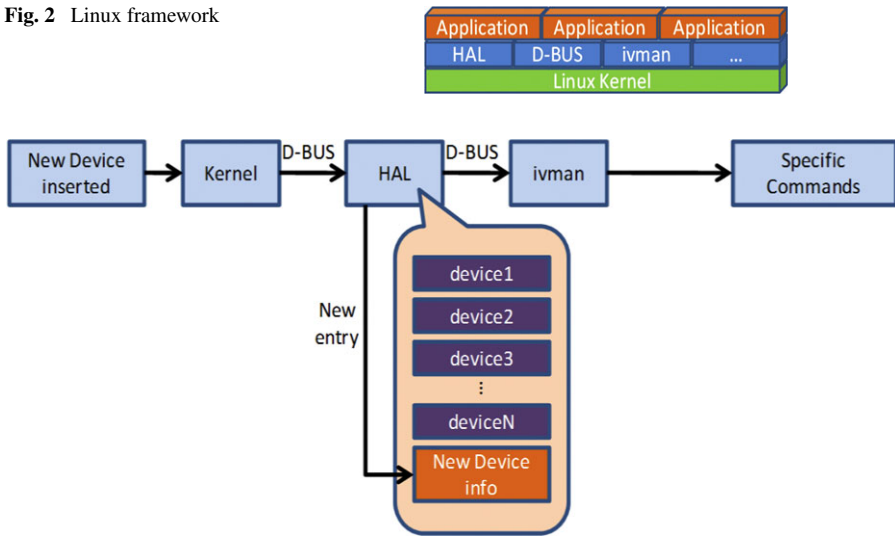 Fig. 2 Linux framework
Application Application Application
HAL D-BUS ivman ...
Linux Kernel
New Device
inserted
Kernel
D-BUS
HAL
D-BUS
ivman
Specific
Commands
device1
device2
device3
⋮
deviceN
New Device
info
New
entry